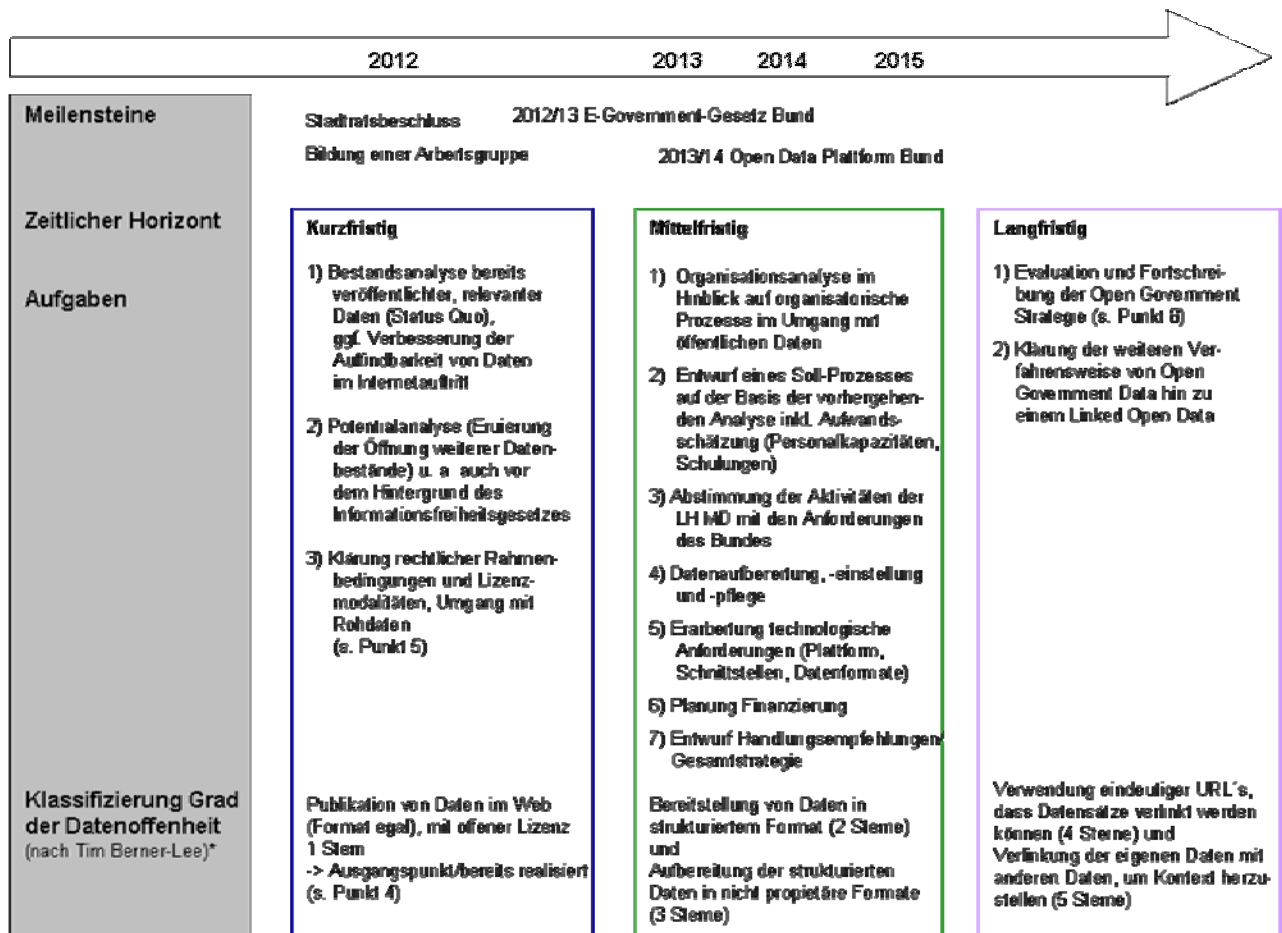 2012 2013 2014 2015
Meilensteine
Stadtratsbeschluss 2012/13 E-Government-Gesetz Bund
Bildung einer Arbeitsgruppe 2013/14 Open Data Plattform Bund
Zeitlicher Horizont
Aufgaben
Kurzfristig
1) Bestandsanalyse bereits
veröffentlichter, relevanter
Daten (Status Quo),
ggf. Verbesserung der
Auffindbarkeit von Daten
im Internetauftritt
2) Potentialanalyse (Eruierung
der Öffnung weiterer Daten-
bestände) u. a. auch vor
dem Hintergrund des
Informationsfreiheitsgesetzes
3) Klärung rechtlicher Rahmen-
bedingungen und Lizenz-
modalitäten, Umgang mit
Rohdaten
(s. Punkt 5)
Mittelfristig
1) Organisationsanalyse im
Hinblick auf organisatorische
Prozesse im Umgang mit
öffentlichen Daten
2) Entwurf eines Soll-Prozesses
auf der Basis der vorhergehen-
den Analyse inkl. Aufwands-
schätzung (Personalkapazitäten,
Schulungen)
3) Abstimmung der Aktivitäten der
LH MD mit den Anforderungen
des Bundes
4) Datenaufbereitung, -einstellung
und -pflege
5) Erarbeitung technologische
Anforderungen (Plattform,
Schnittstellen, Datenformate)
6) Planung Finanzierung
7) Entwurf Handlungsempfehlungen/
Gesamtstrategie
Langfristig
1) Evaluation und Fortschrei-
bung der Open Government
Strategie (s. Punkt 6)
2) Klärung der weiteren Ver-
fahrensweise von Open
Government Data hin zu
einem Linked Open Data
Klassifizierung Grad
der Datenoffenheit
(nach Tim Berner-Lee)*
Publikation von Daten im Web
(Format egal), mit offener Lizenz
1 Stern
-> Ausgangspunkt/bereits realisiert
(s. Punkt 4)
Bereitstellung von Daten in
strukturiertem Format (2 Sterne)
und
Aufbereitung der strukturierten
Daten in nicht propietäre Formate
(3 Sterne)
Verwendung eindeutiger URL´s,
dass Datensätze verlinkt werden
können (4 Sterne) und
Verlinkung der eigenen Daten mit
anderen Daten, um Kontext herzu-
stellen (5 Sterne)